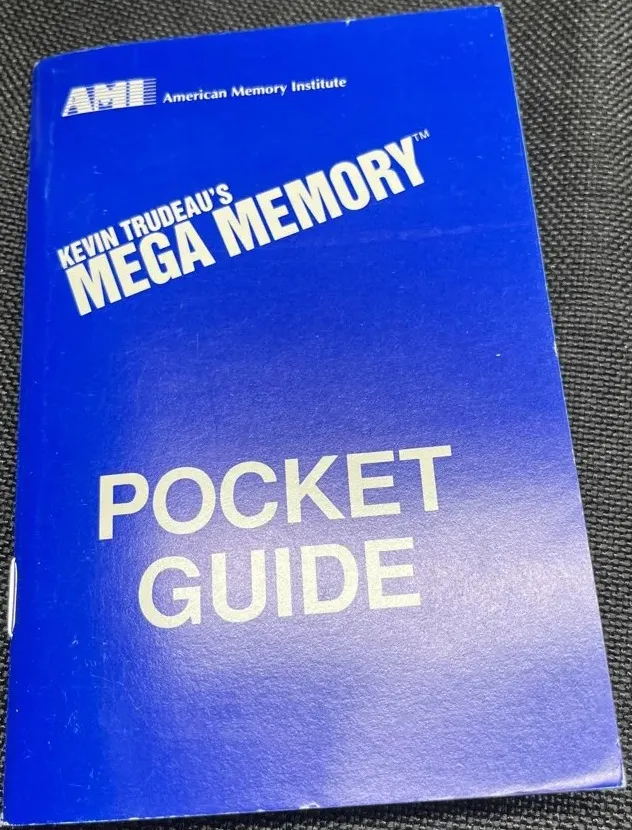 AMI American Memory Institute
KEVIN TRUDEAU'S
MEGA MEMORY™
POCKET
GUIDE